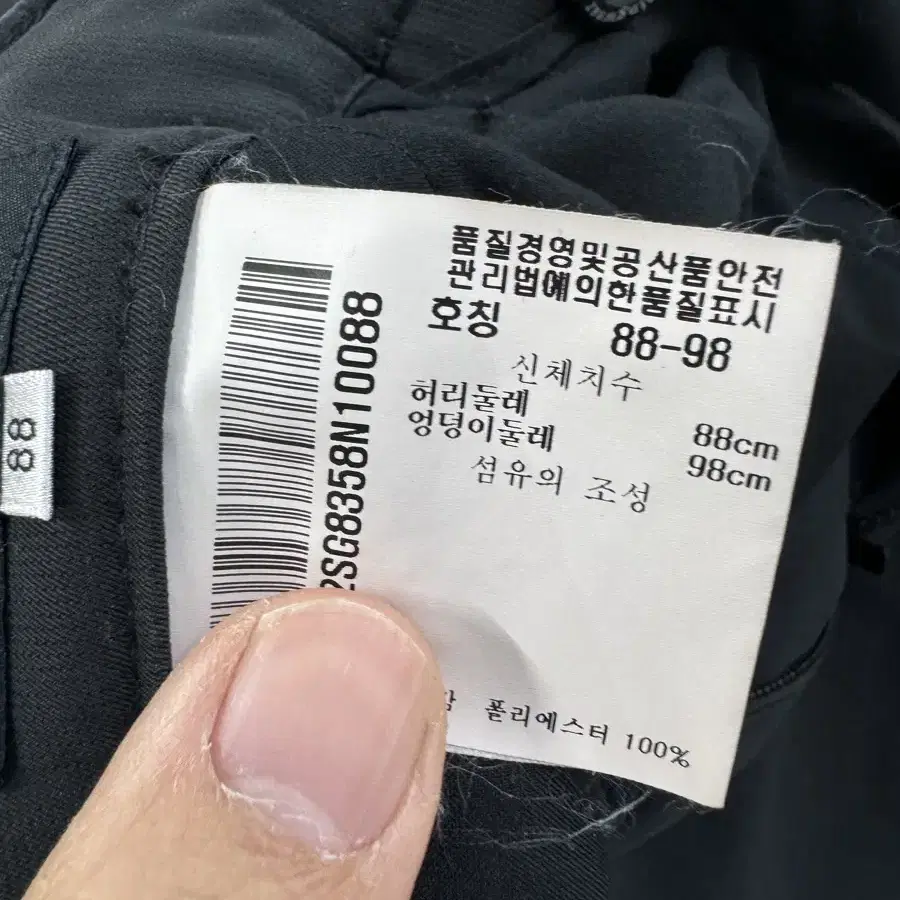 품질경영및공산품안전
관리법에의한품질표시
호칭 88-98
신체치수
허리둘레 88cm
엉덩이둘레 98cm
섬유의 조성
폴리에스터 100%
2SG8358N10088
88